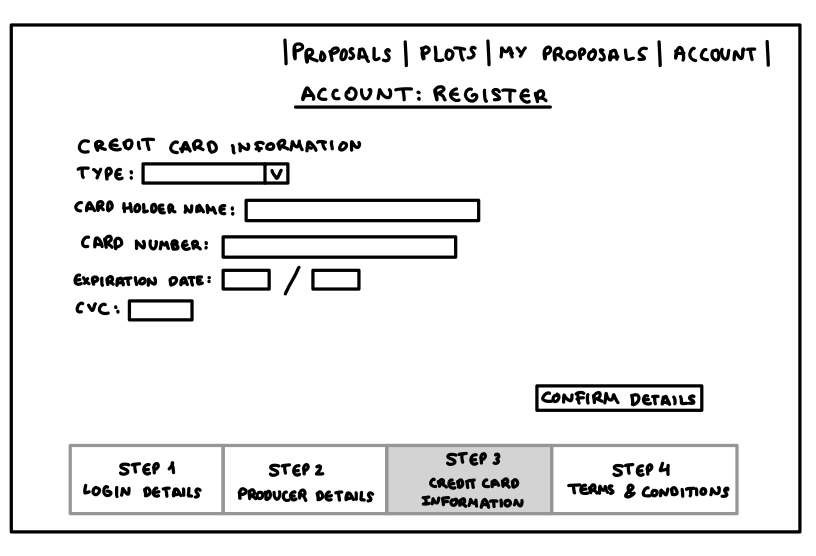 |PROPOSALS | PLOTS | MY PROPOSALS | ACCOUNT |
ACCOUNT: REGISTER
CREDIT CARD INFORMATION
TYPE: V
CARD HOLDER NAME:
CARD NUMBER:
EXPIRATION DATE: /
CVC:
CONFIRM DETAILS
STEP 1
LOGIN DETAILS
STEP 2
PRODUCER DETAILS
STEP 3
CREDIT CARD
INFORMATION
STEP 4
TERMS & CONDITIONS